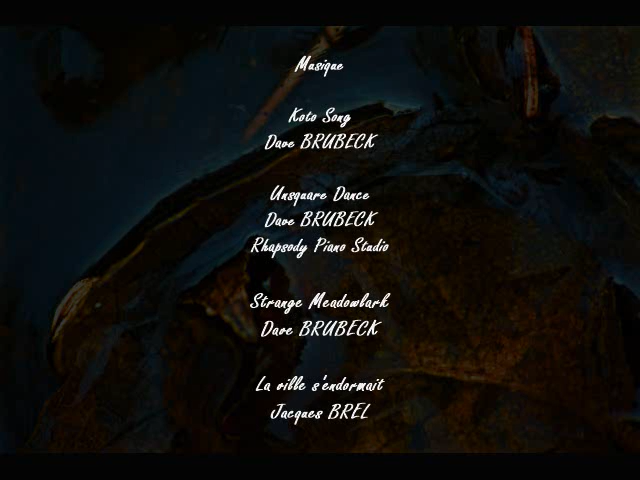 Musique
Koto Song
Dave BRUBECK
Unsquare Dance
Dave BRUBECK
Rhapsody Piano Studio
Strange Meadowlark
Dave BRUBECK
La ville s'endormait
Jacques BREL